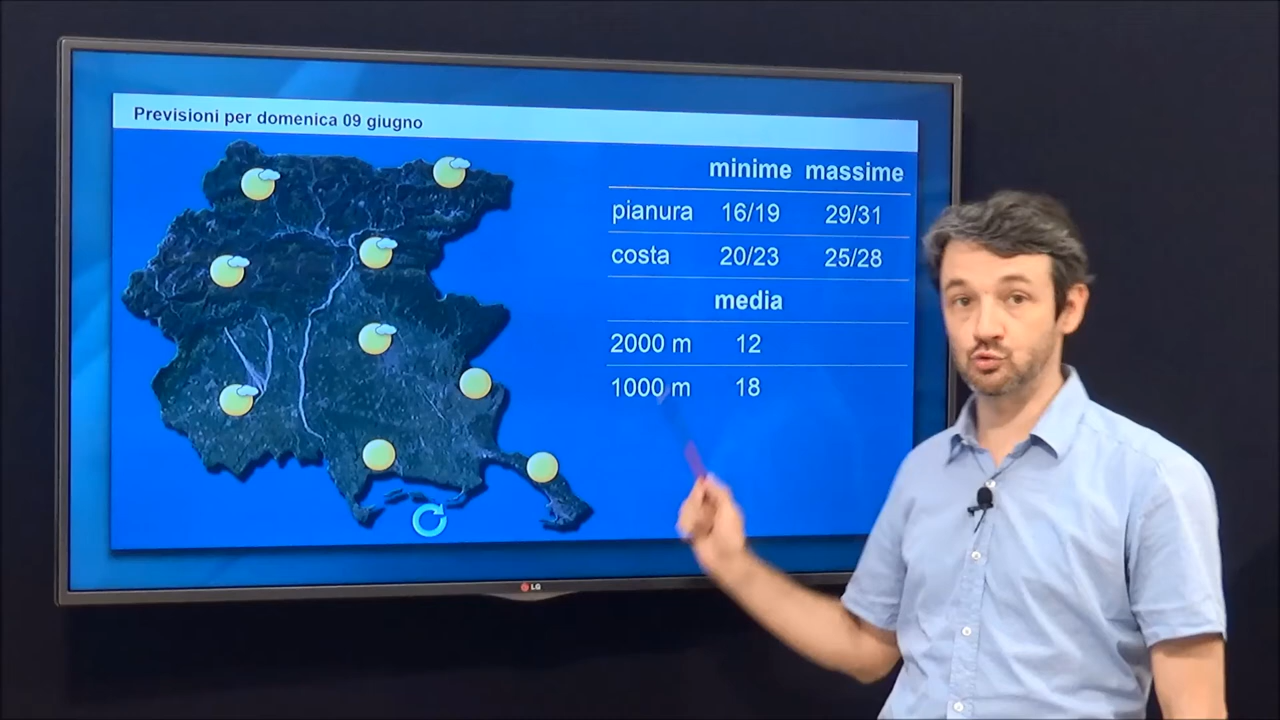 Previsioni per domenica 09 giugno
minime massime
pianura 16/19 29/31
costa 20/23 25/28
media
2000 m 12
1000 m 18
LG